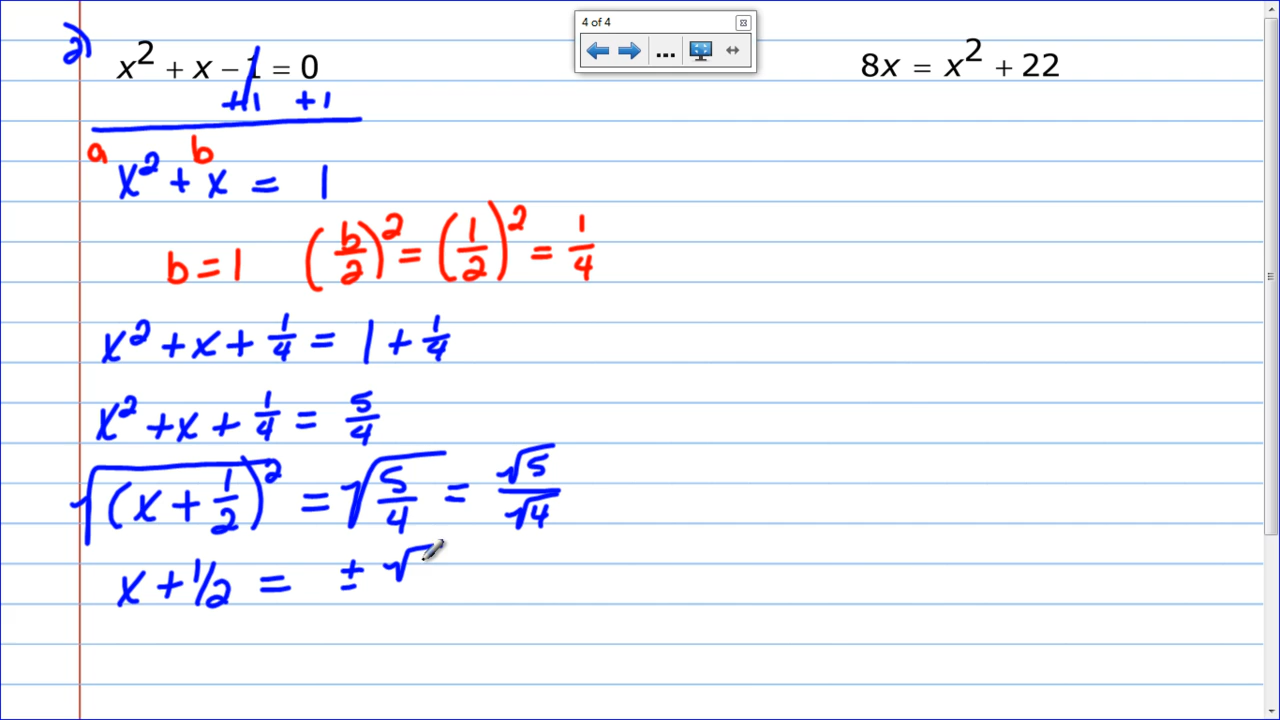 4 of 4
...
2) x² + x − 1 = 0
+1 +1
a b
x² + x = 1
b = 1 (b/2)² = (1/2)² = 1/4
x² + x + 1/4 = 1 + 1/4
x² + x + 1/4 = 5/4
√(x + 1/2)² = √5/4 = √5/√4
x + 1/2 = ± √
8x = x² + 22